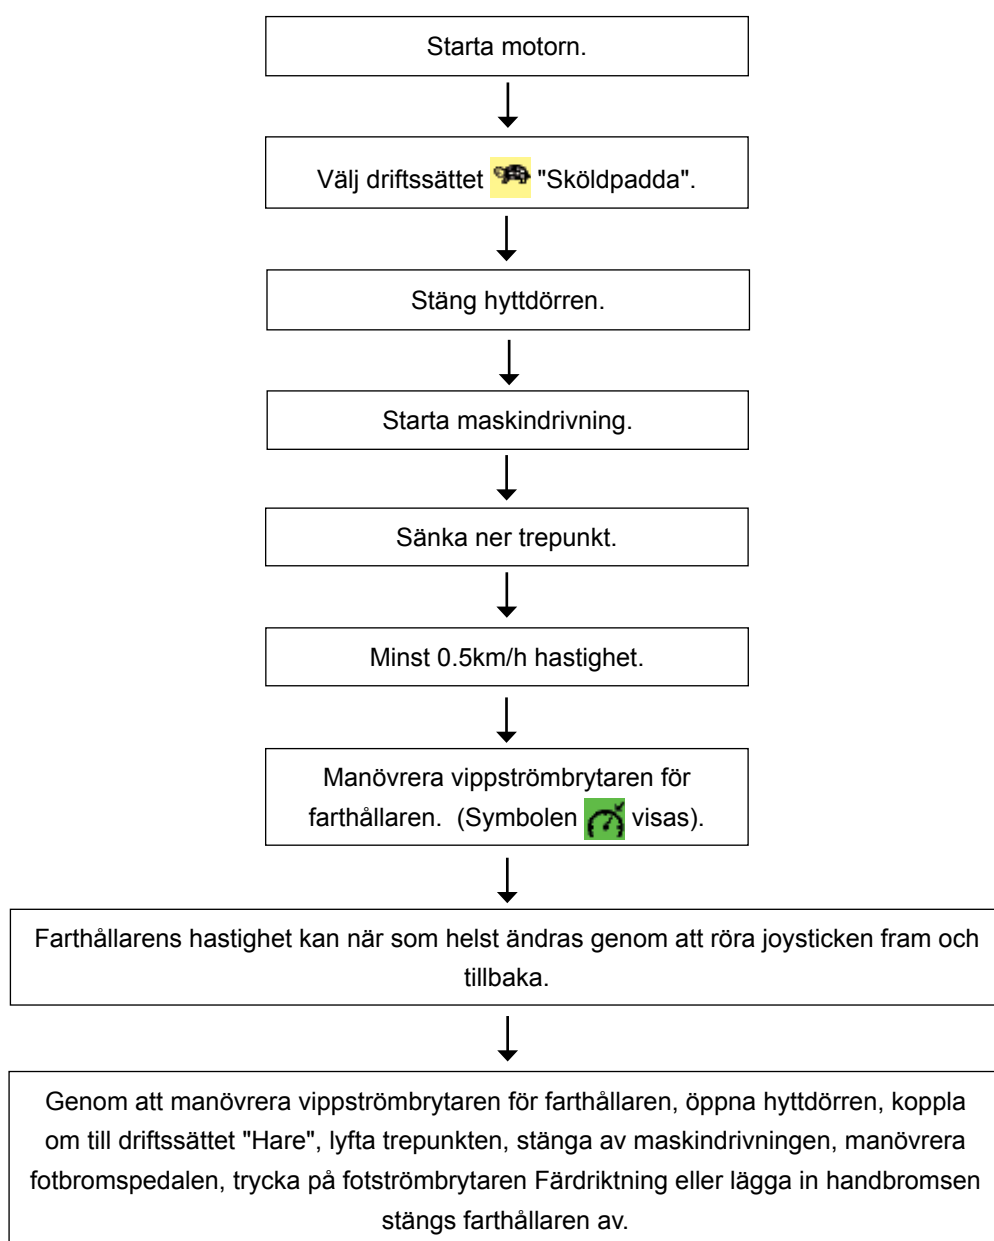 Starta motorn.
Välj driftssättet "Sköldpadda".
Stäng hyttdörren.
Starta maskindrivning.
Sänka ner trepunkt.
Minst 0.5km/h hastighet.
Manövrera vippströmbrytaren för
farthållaren. (Symbolen visas).
Farthållarens hastighet kan när som helst ändras genom att röra joysticken fram och
tillbaka.
Genom att manövrera vippströmbrytaren för farthållaren, öppna hyttdörren, koppla
om till driftssättet "Hare", lyfta trepunkten, stänga av maskindrivningen, manövrera
fotbromspedalen, trycka på fotströmbrytaren Färdriktning eller lägga in handbromsen
stängs farthållaren av.